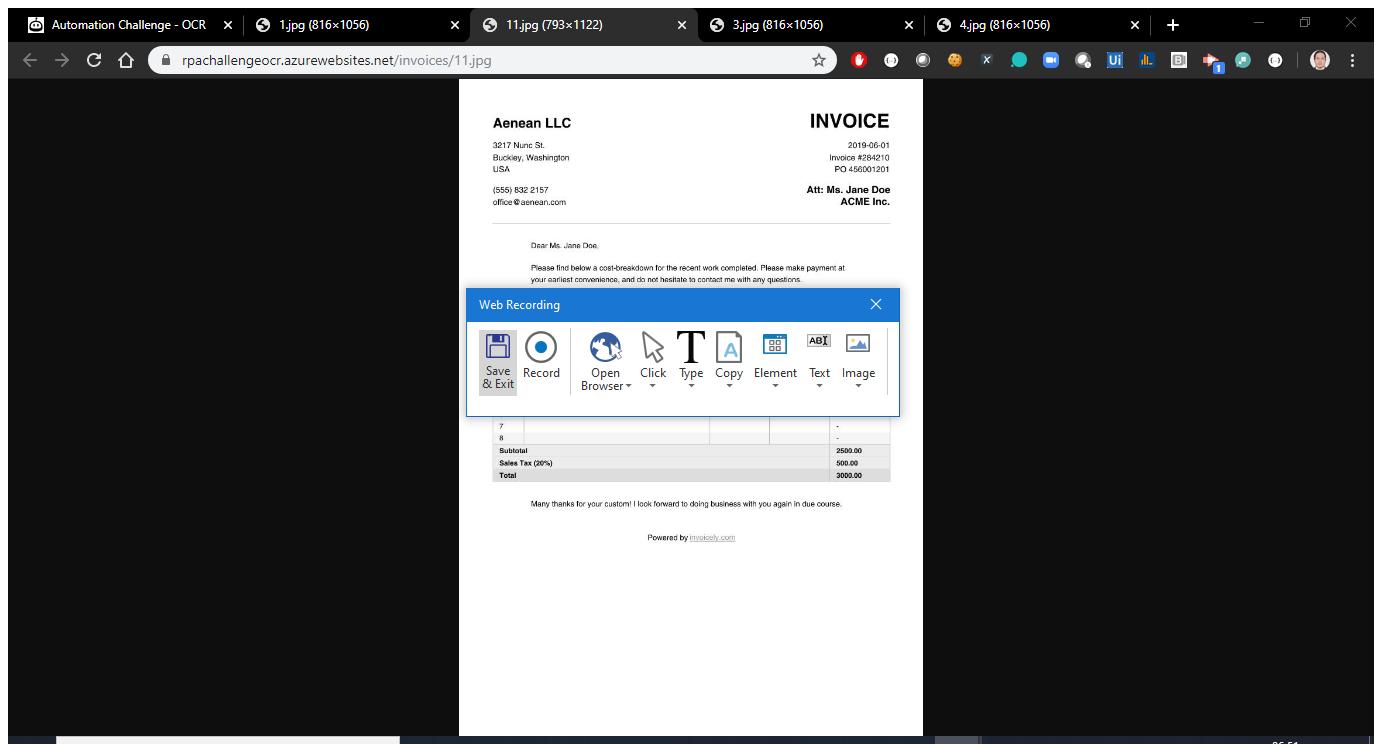 Automation Challenge - OCR
1.jpg (816×1056)
11.jpg (793×1122)
3.jpg (816×1056)
4.jpg (816×1056)
rpachallengeocr.azurewebsites.net/invoices/11.jpg
Ui
1
Aenean LLC
INVOICE
3217 Nunc St.
2019-06-01
Buckley, Washington
Invoice #284210
USA
PO 456001201
(555) 832 2157
Att: Ms. Jane Doe
office@aenean.com
ACME Inc.
Dear Ms. Jane Doe,
Please find below a cost-breakdown for the recent work completed. Please make payment at
your earliest convenience, and do not hesitate to contact me with any questions.
Web Recording
Save & Exit
Record
Open Browser
Click
T
Type
A
Copy
Element
AB
Text
Image
7 -
8 -
Subtotal 2500.00
Sales Tax (20%) 500.00
Total 3000.00
Many thanks for your custom! I look forward to doing business with you again in due course.
Powered by invoicely.com